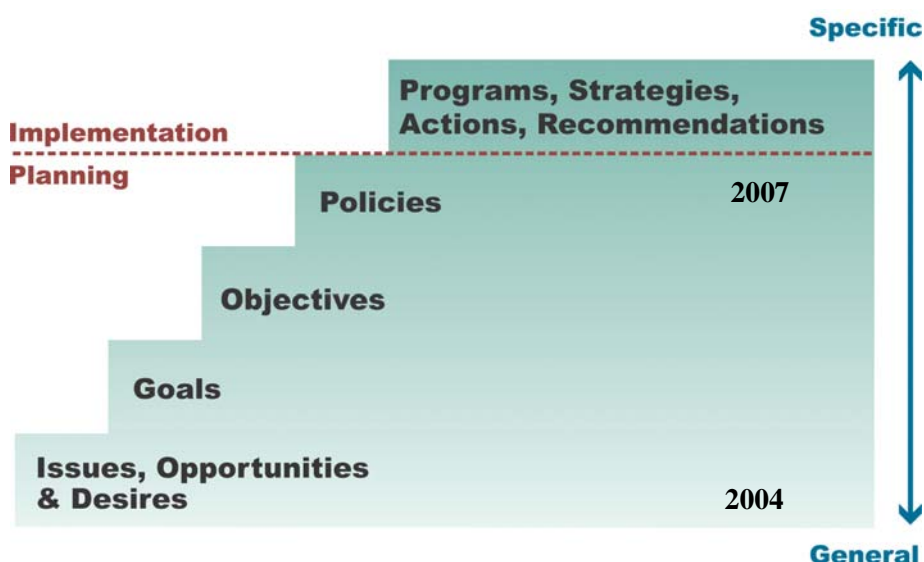 Specific
Programs, Strategies,
Actions, Recommendations
Implementation
Planning
Policies
2007
Objectives
Goals
Issues, Opportunities
& Desires
2004
General